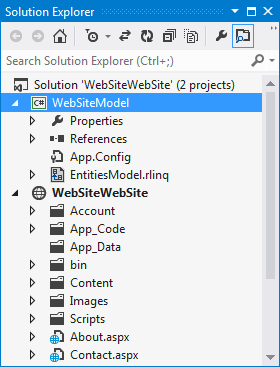 Solution Explorer
Search Solution Explorer (Ctrl+;)
Solution 'WebSiteWebSite' (2 projects)
C# WebSiteModel
Properties
References
App.Config
EntitiesModel.rlinq
WebSiteWebSite
Account
App_Code
App_Data
bin
Content
Images
Scripts
About.aspx
Contact.aspx